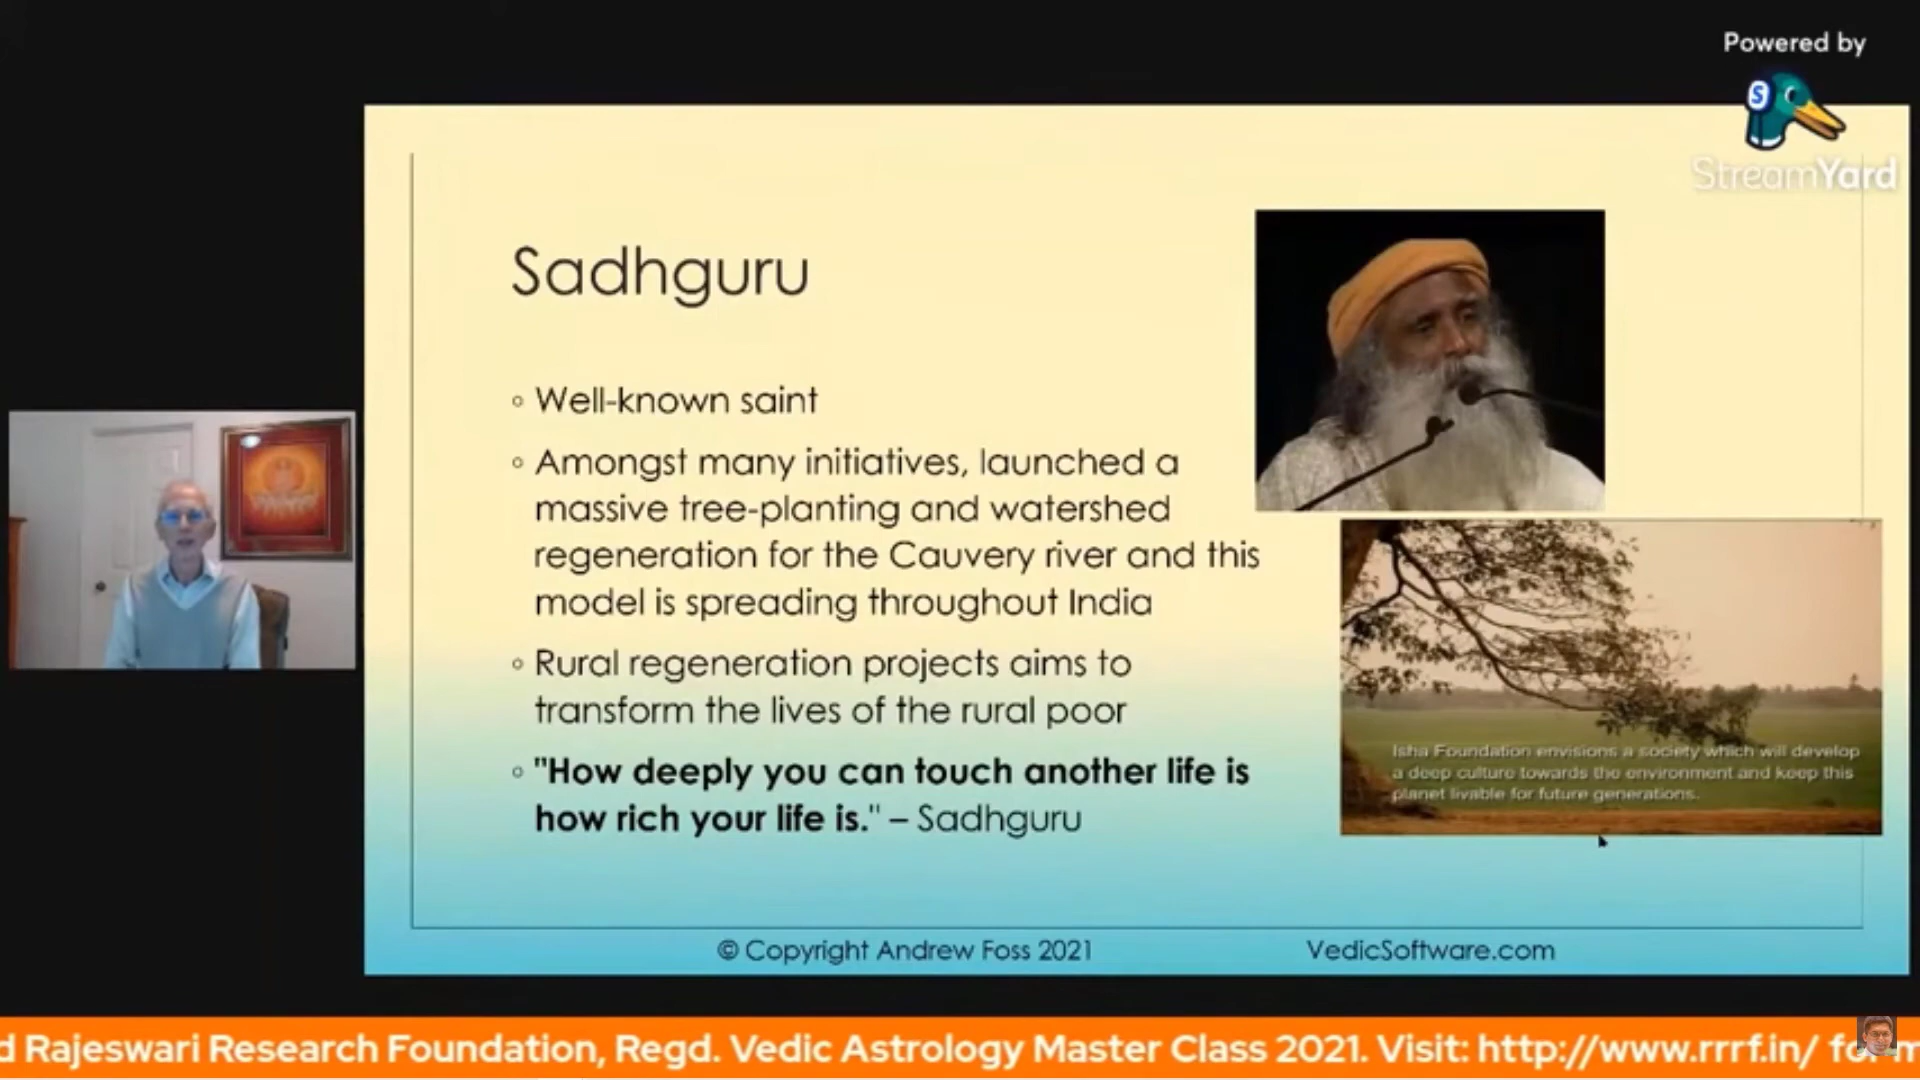 Powered by
StreamYard
Sadhguru
Well-known saint
Amongst many initiatives, launched a
massive tree-planting and watershed
regeneration for the Cauvery river and this
model is spreading throughout India
Rural regeneration projects aims to
transform the lives of the rural poor
"How deeply you can touch another life is
how rich your life is." – Sadhguru
Isha Foundation envisions a society which will develop
a deep culture towards the environment and keep this
planet livable for future generations.
© Copyright Andrew Foss 2021
VedicSoftware.com
d Rajeswari Research Foundation, Regd. Vedic Astrology Master Class 2021. Visit: http://www.rrrf.in/